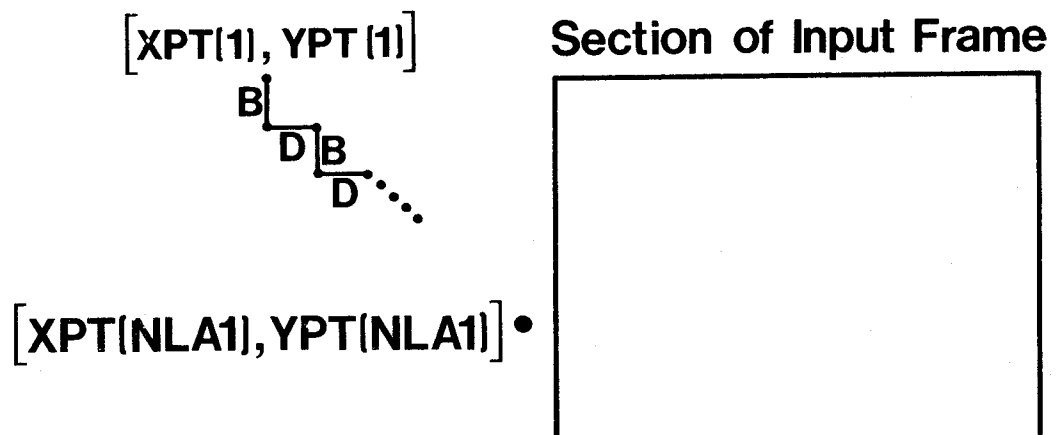 [XPT(1), YPT(1)]
Section of Input Frame
B
D B
D
[XPT(NLA1), YPT(NLA1)]